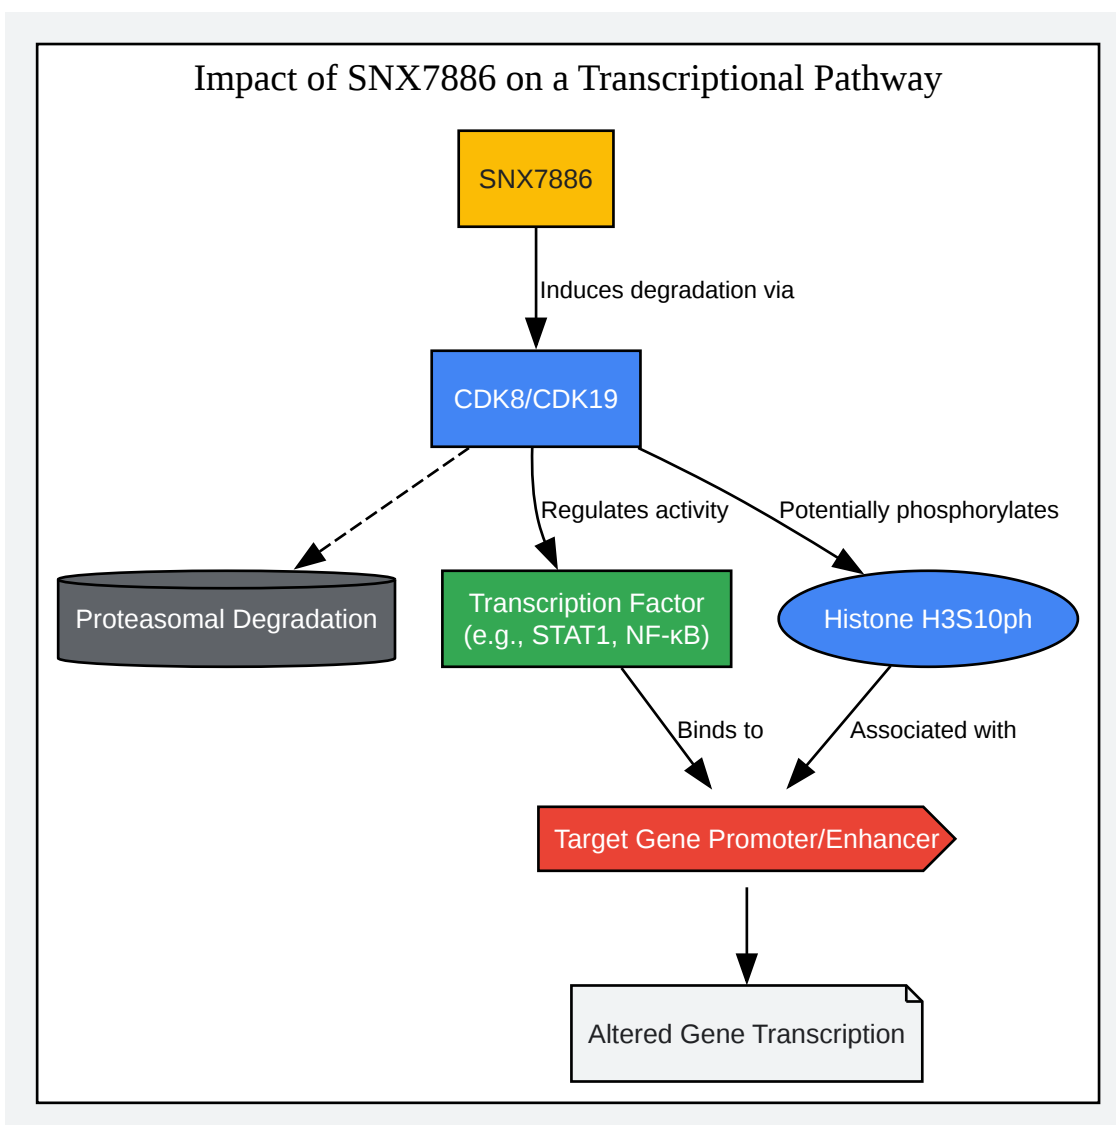 Impact of SNX7886 on a Transcriptional Pathway
SNX7886
Induces degradation via
CDK8/CDK19
Regulates activity
Potentially phosphorylates
Proteasomal Degradation
Transcription Factor
(e.g., STAT1, NF-κB)
Histone H3S10ph
Binds to
Associated with
Target Gene Promoter/Enhancer
Altered Gene Transcription